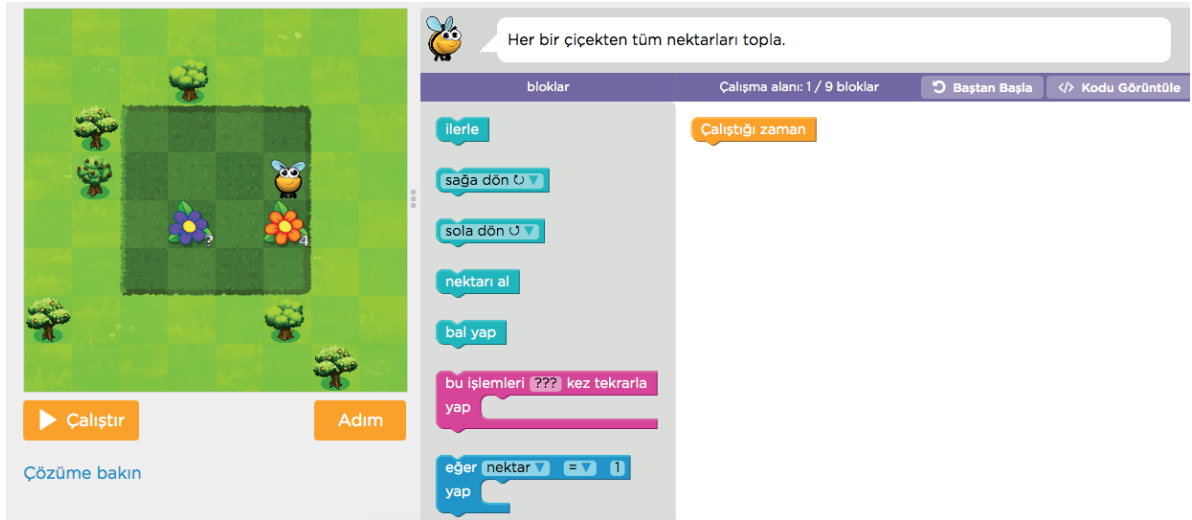 Her bir çiçekten tüm nektarları topla.
bloklar
Çalışma alanı: 1 / 9 bloklar
Baştan Başla
</> Kodu Görüntüle
ilerle
Çalıştığı zaman
sağa dön ↻ ▼
sola dön ↺ ▼
?
4
nektarı al
bal yap
bu işlemleri ??? kez tekrarla
yap
Çalıştır
Adım
Çözüme bakın
eğer nektar ▼ = ▼ 1
yap